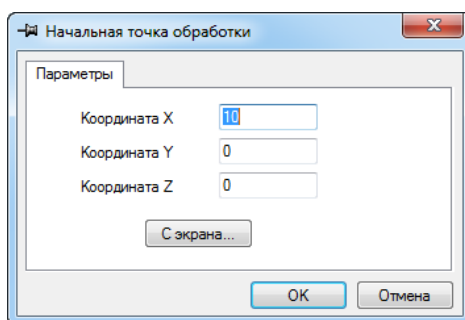 Начальная точка обработки
Параметры
Координата X 10
Координата Y 0
Координата Z 0
С экрана...
OK Отмена